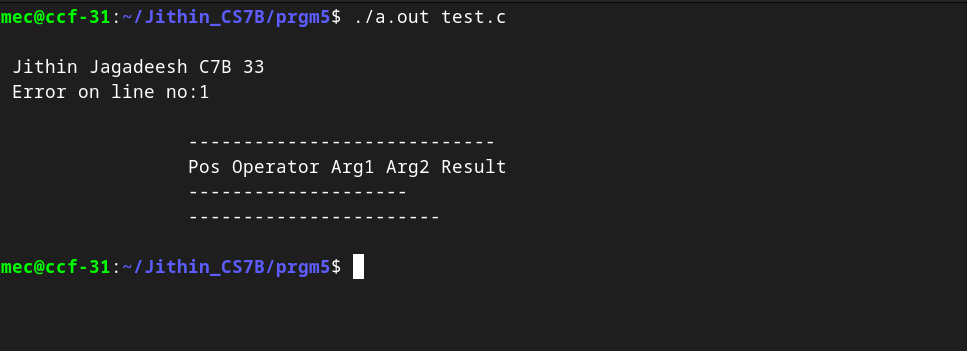 mec@ccf-31:~/Jithin_CS7B/prgm5$ ./a.out test.c
Jithin Jagadeesh C7B 33
Error on line no:1
----------------------------
Pos Operator Arg1 Arg2 Result
--------------------
-----------------------
mec@ccf-31:~/Jithin_CS7B/prgm5$